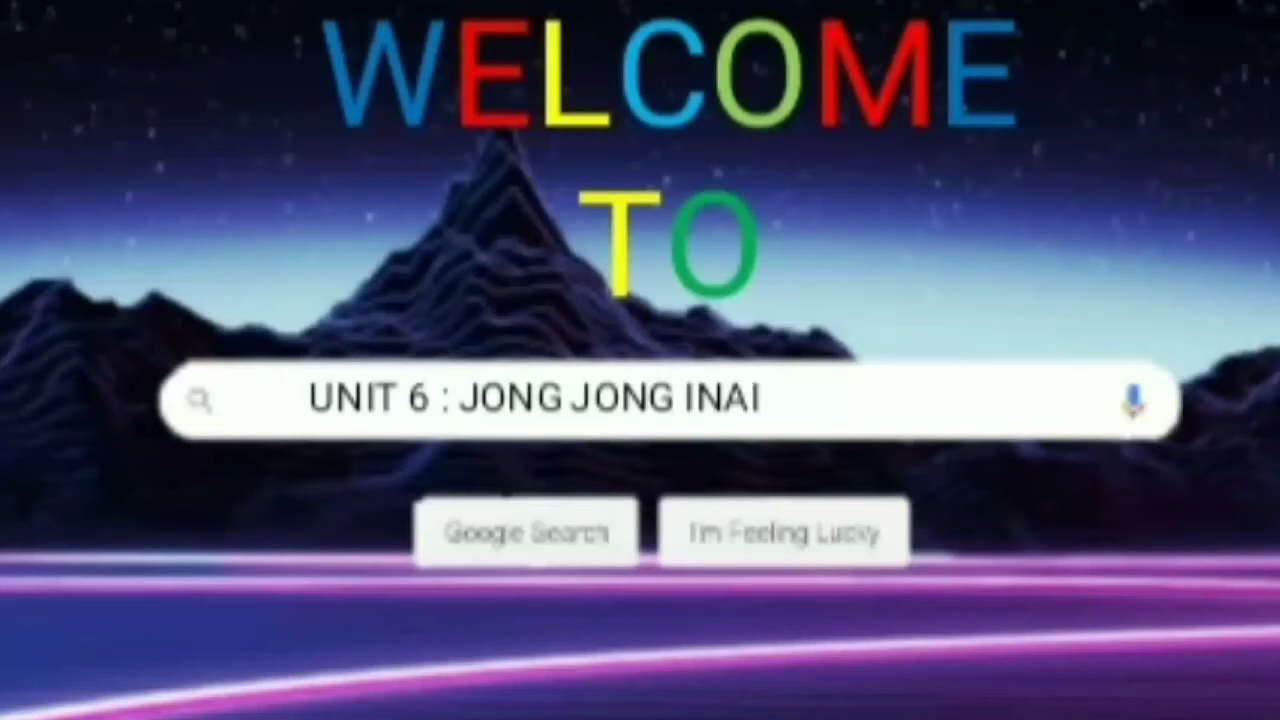 WELCOME
TO
UNIT 6 : JONG JONG INAI
Google Search
I'm Feeling Lucky